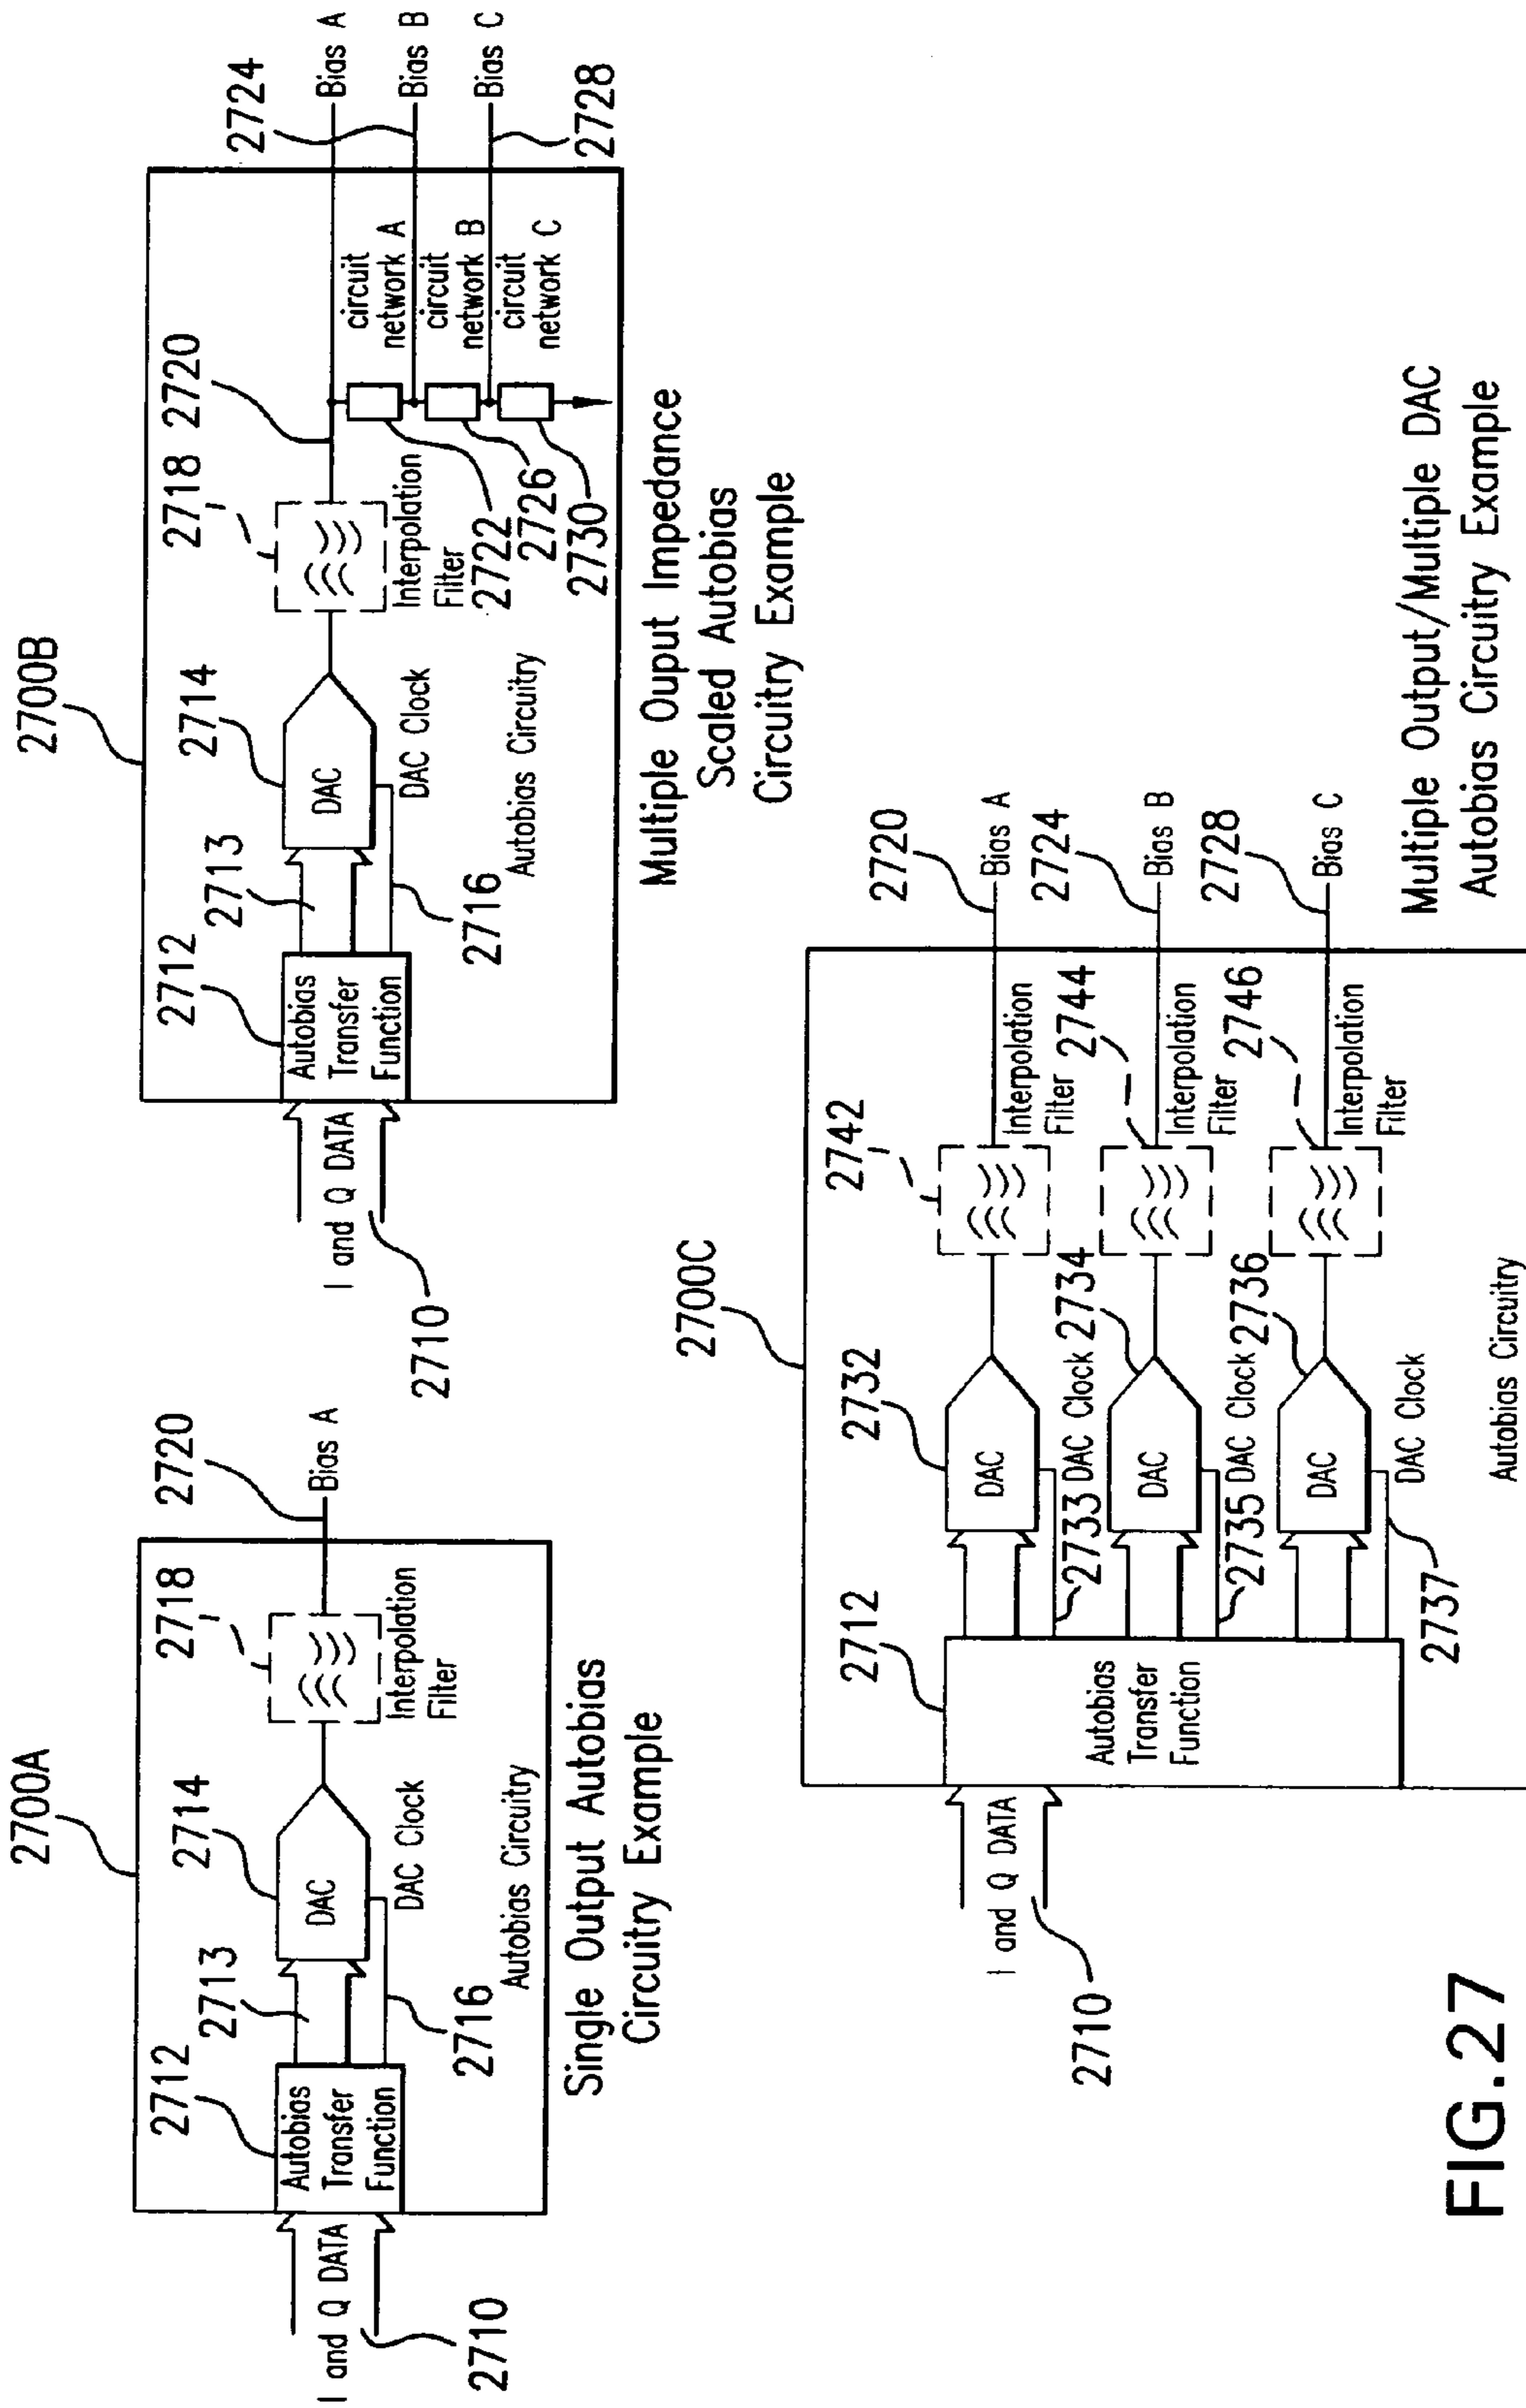 2700A
2712
2713
2714
2718
2720
I and Q DATA
Autobias
Transfer
Function
DAC
Bias A
DAC Clock
Interpolation
Filter
2710
2716
Autobias Circuitry
Single Output Autobias
Circuitry Example
2700B
2712
2713
2714
2718
2720
2724
I and Q DATA
Autobias
Transfer
Function
DAC
Bias A
circuit
network A
Bias B
DAC Clock
Interpolation
Filter
circuit
network B
Bias C
circuit
network C
2710
2716
2722
2726
2730
2728
Autobias Circuitry
Multiple Ouput Impedance
Scaled Autobias
Circuitry Example
2700C
2712
2732
2742
2720
I and Q DATA
DAC
Bias A
Interpolation
Filter
2710
2733
DAC Clock
2734
2744
2724
Autobias
Transfer
Function
DAC
Bias B
Interpolation
Filter
2735
DAC Clock
2736
2746
2728
DAC
Bias C
Interpolation
Filter
2737
DAC Clock
Autobias Circuitry
Multiple Output/Multiple DAC
Autobias Circuitry Example
FIG.27